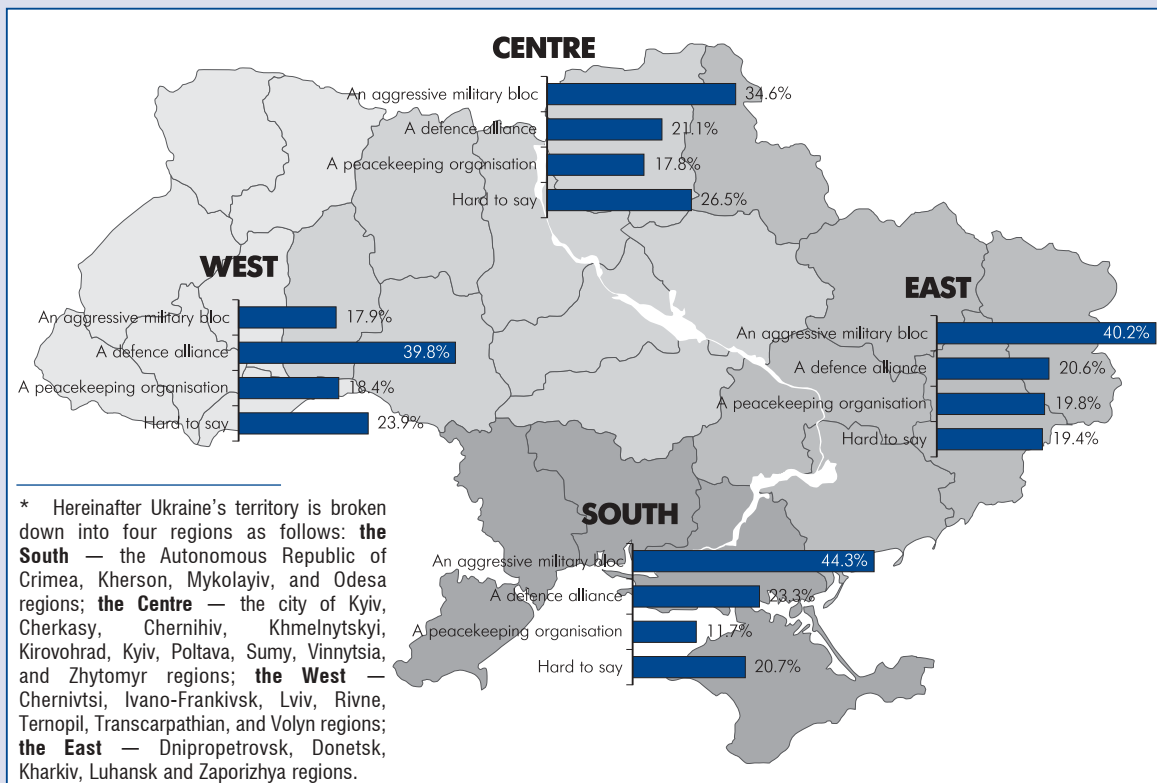 CENTRE
An aggressive military bloc 34.6%
A defence alliance 21.1%
A peacekeeping organisation 17.8%
Hard to say 26.5%
WEST
An aggressive military bloc 17.9%
A defence alliance 39.8%
A peacekeeping organisation 18.4%
Hard to say 23.9%
EAST
An aggressive military bloc 40.2%
A defence alliance 20.6%
A peacekeeping organisation 19.8%
Hard to say 19.4%
SOUTH
An aggressive military bloc 44.3%
A defence alliance 23.3%
A peacekeeping organisation 11.7%
Hard to say 20.7%
* Hereinafter Ukraine's territory is broken
down into four regions as follows: the
South — the Autonomous Republic of
Crimea, Kherson, Mykolayiv, and Odesa
regions; the Centre — the city of Kyiv,
Cherkasy, Chernihiv, Khmelnytskyi,
Kirovohrad, Kyiv, Poltava, Sumy, Vinnytsia,
and Zhytomyr regions; the West —
Chernivtsi, Ivano-Frankivsk, Lviv, Rivne,
Ternopil, Transcarpathian, and Volyn regions;
the East — Dnipropetrovsk, Donetsk,
Kharkiv, Luhansk and Zaporizhya regions.